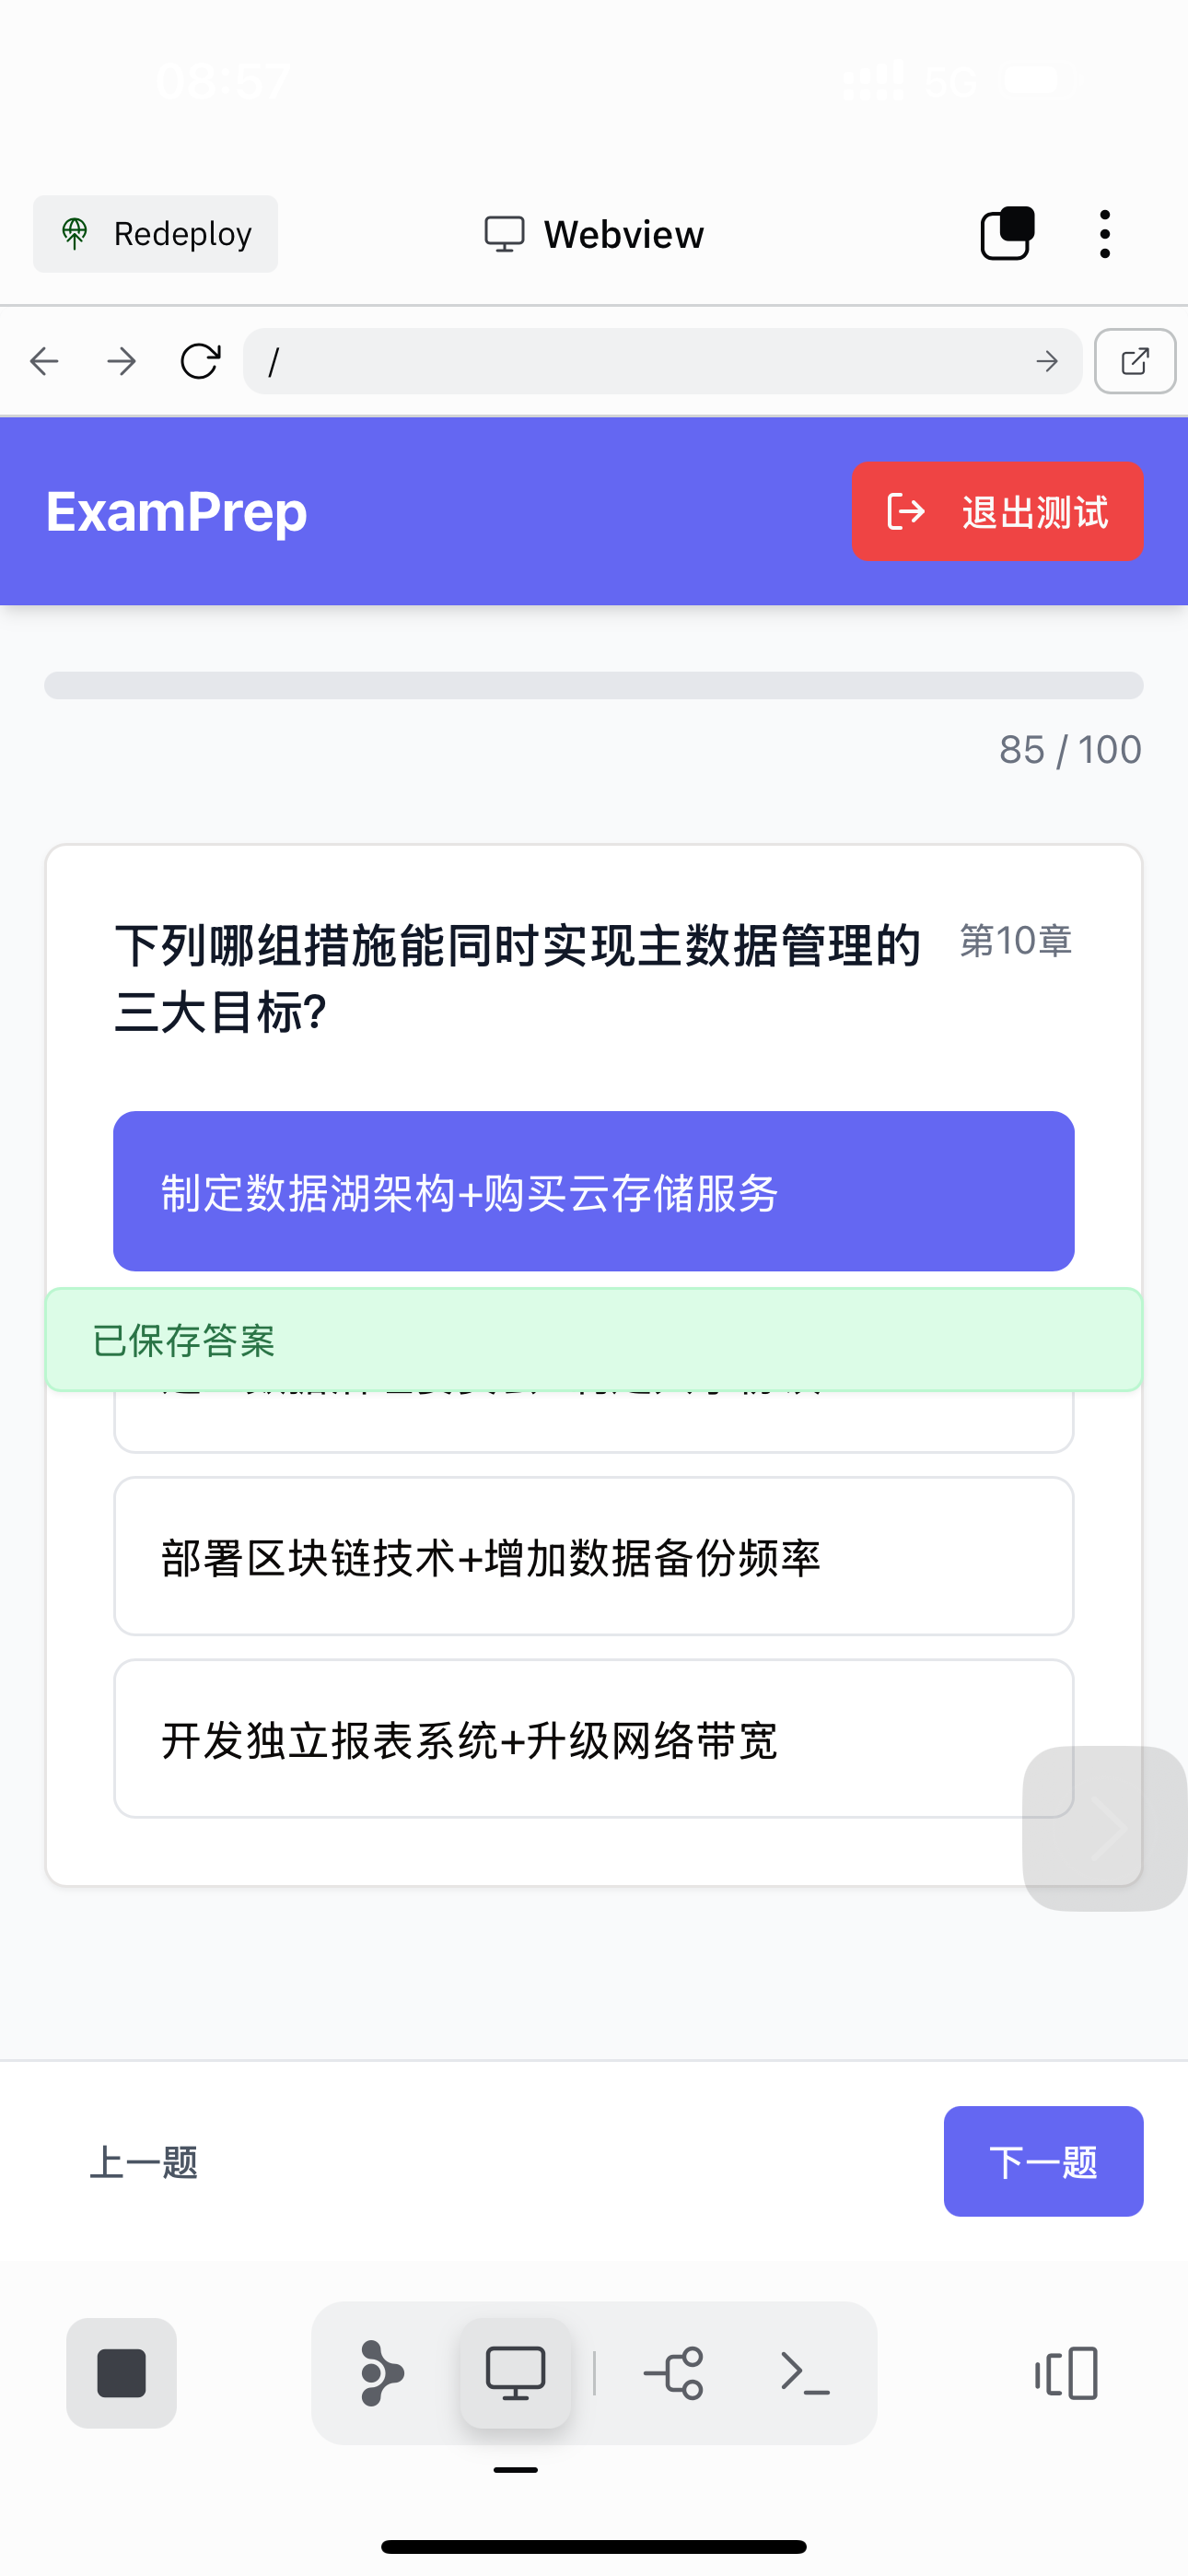 08:57
5G
Redeploy
Webview
/
ExamPrep
退出测试
85 / 100
下列哪组措施能同时实现主数据管理的
第10章
三大目标?
制定数据湖架构+购买云存储服务
已保存答案
部署区块链技术+增加数据备份频率
开发独立报表系统+升级网络带宽
上一题
下一题